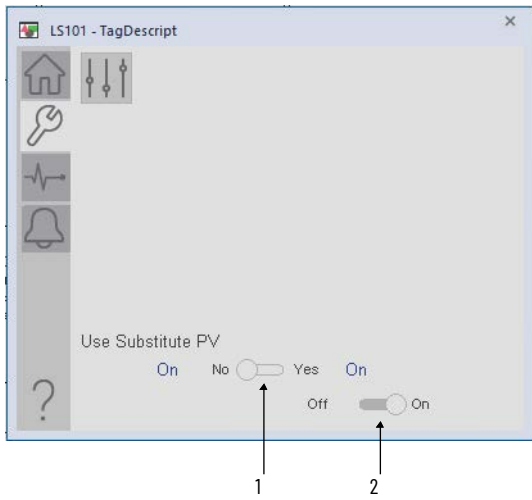 LS101 - TagDescript
Use Substitute PV
On No Yes On
? Off On
1 2